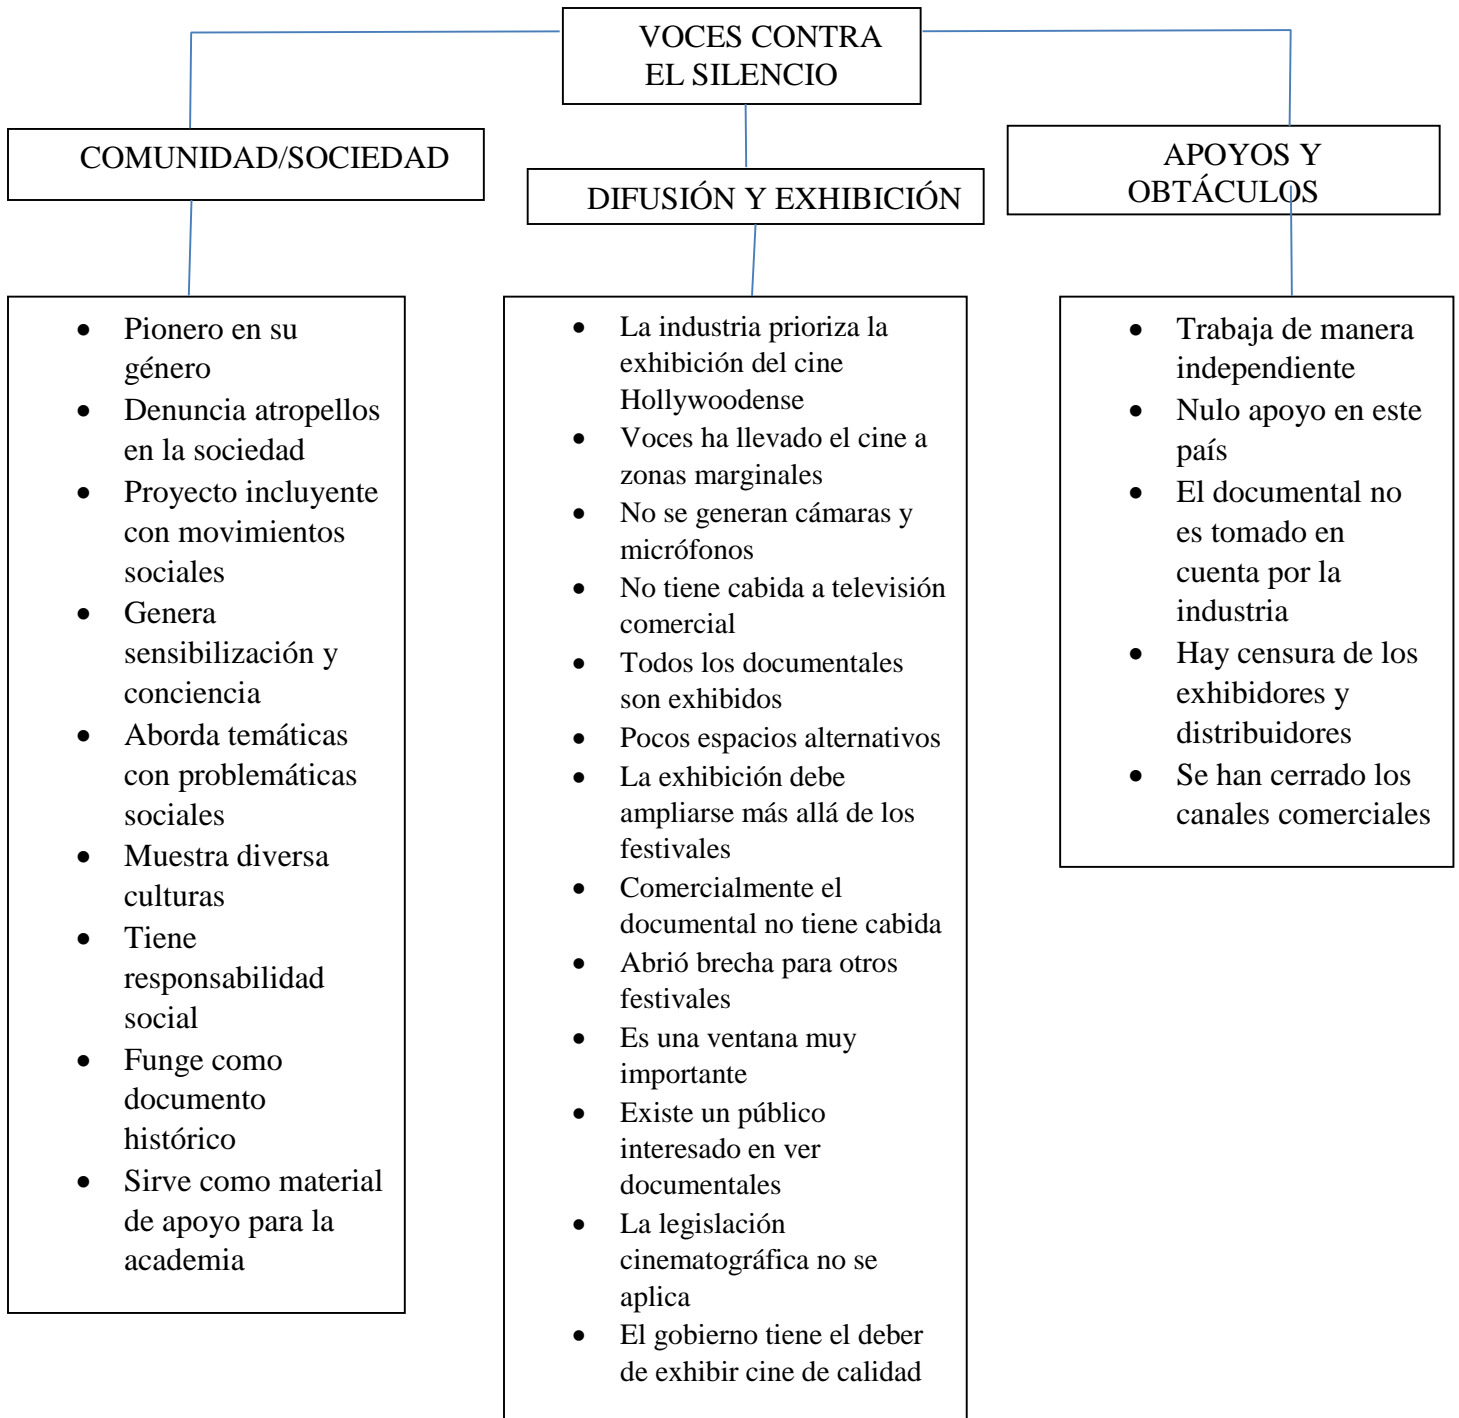 VOCES CONTRA
EL SILENCIO
COMUNIDAD/SOCIEDAD
• Pionero en su
género
• Denuncia atropellos
en la sociedad
• Proyecto incluyente
con movimientos
sociales
• Genera
sensibilización y
conciencia
• Aborda temáticas
con problemáticas
sociales
• Muestra diversa
culturas
• Tiene
responsabilidad
social
• Funge como
documento
histórico
• Sirve como material
de apoyo para la
academia
DIFUSIÓN Y EXHIBICIÓN
• La industria prioriza la
exhibición del cine
Hollywoodense
• Voces ha llevado el cine a
zonas marginales
• No se generan cámaras y
micrófonos
• No tiene cabida a televisión
comercial
• Todos los documentales
son exhibidos
• Pocos espacios alternativos
• La exhibición debe
ampliarse más allá de los
festivales
• Comercialmente el
documental no tiene cabida
• Abrió brecha para otros
festivales
• Es una ventana muy
importante
• Existe un público
interesado en ver
documentales
• La legislación
cinematográfica no se
aplica
• El gobierno tiene el deber
de exhibir cine de calidad
APOYOS Y
OBTÁCULOS
• Trabaja de manera
independiente
• Nulo apoyo en este
país
• El documental no
es tomado en
cuenta por la
industria
• Hay censura de los
exhibidores y
distribuidores
• Se han cerrado los
canales comerciales